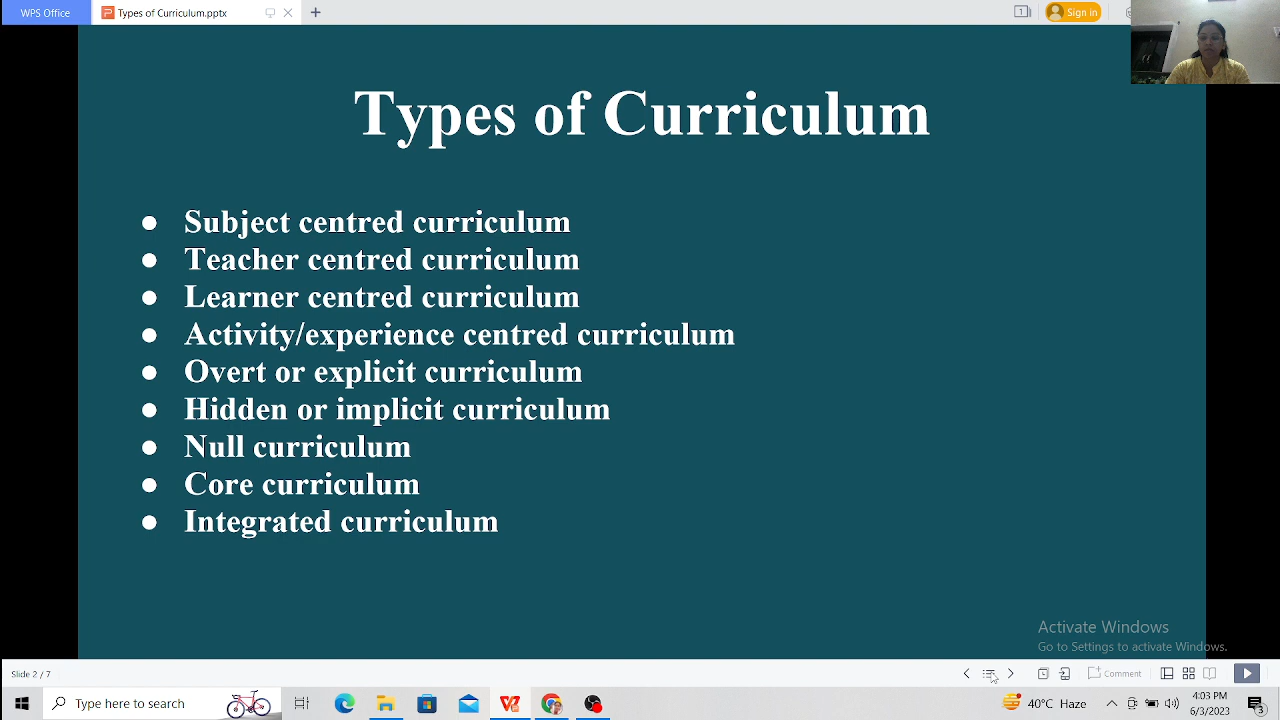 WPS Office
Types of Curriculum.pptx
Sign in
Types of Curriculum
● Subject centred curriculum
● Teacher centred curriculum
● Learner centred curriculum
● Activity/experience centred curriculum
● Overt or explicit curriculum
● Hidden or implicit curriculum
● Null curriculum
● Core curriculum
● Integrated curriculum
Activate Windows
Go to Settings to activate Windows.
Slide 2 / 7
Comment
Type here to search
40°C Haze
4:05 PM
6/3/2023